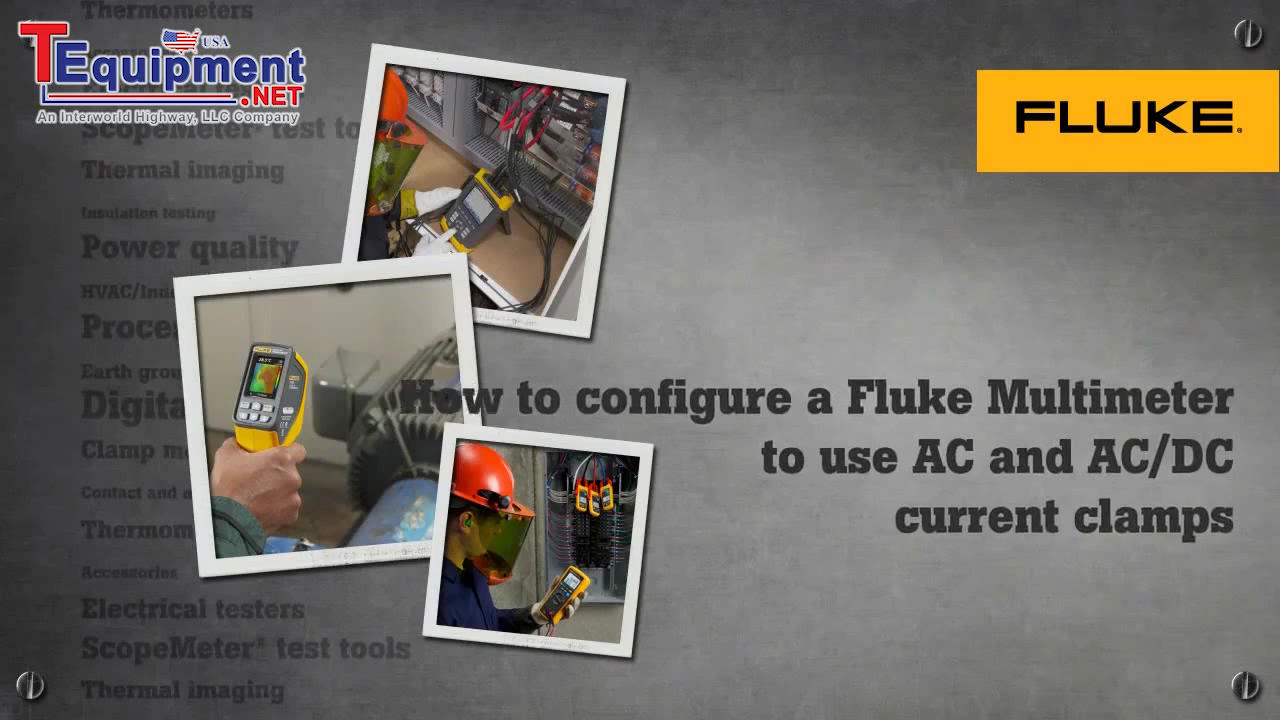 Thermometers
TEquipment
USA
.NET
An Interworld Highway, LLC Company
ScopeMeter® test to
Thermal imaging
Insulation testing
Power quality
HVAC/
Proces
Earth grou
Digita
Clamp m
Contact and
Thermom
Accessories
Electrical testers
ScopeMeter® test tools
Thermal imaging
FLUKE®
How to configure a Fluke Multimeter
to use AC and AC/DC
current clamps
FLUKE